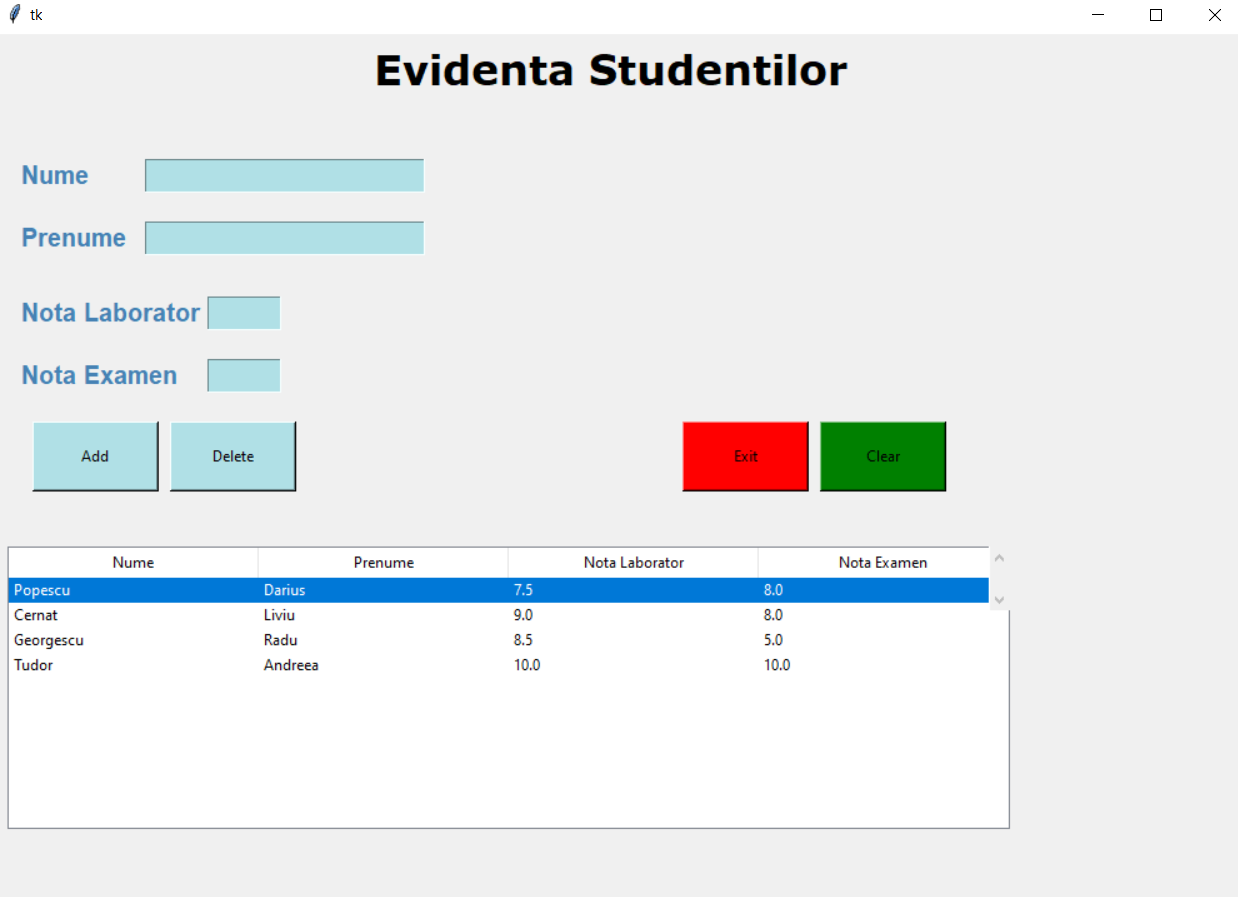 tk
Evidenta Studentilor
Nume
Prenume
Nota Laborator
Nota Examen
Add Delete Exit Clear
Nume Prenume Nota Laborator Nota Examen
Popescu Darius 7.5 8.0
Cernat Liviu 9.0 8.0
Georgescu Radu 8.5 5.0
Tudor Andreea 10.0 10.0